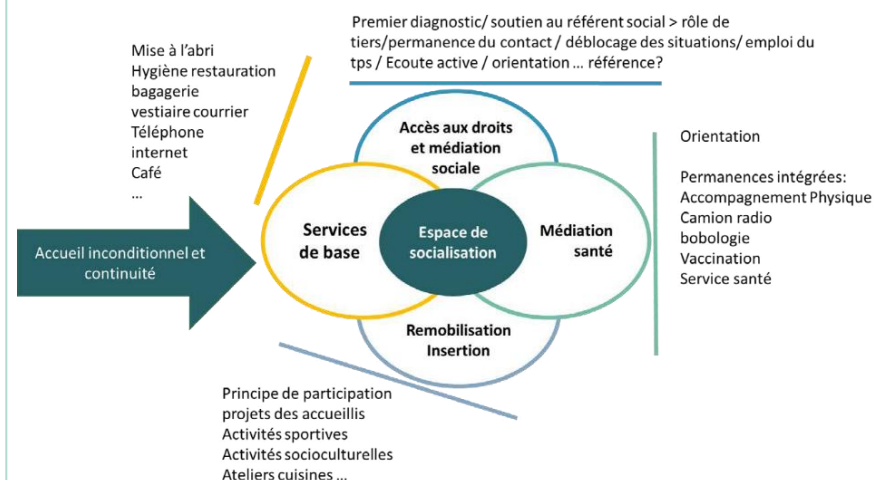 Premier diagnostic/ soutien au référent social > rôle de
tiers/permanence du contact / déblocage des situations/ emploi du
tps / Ecoute active / orientation ... référence?
Mise à l'abri
Hygiène restauration
bagagerie
vestiaire courrier
Téléphone
internet
Café
...
Accès aux droits
et médiation
sociale
Orientation
Permanences intégrées:
Accompagnement Physique
Camion radio
bobologie
Vaccination
Service santé
Accueil inconditionnel et
continuité
Services
de base
Espace de
socialisation
Médiation
santé
Remobilisation
Insertion
Principe de participation
projets des accueillis
Activités sportives
Activités socioculturelles
Ateliers cuisines ...